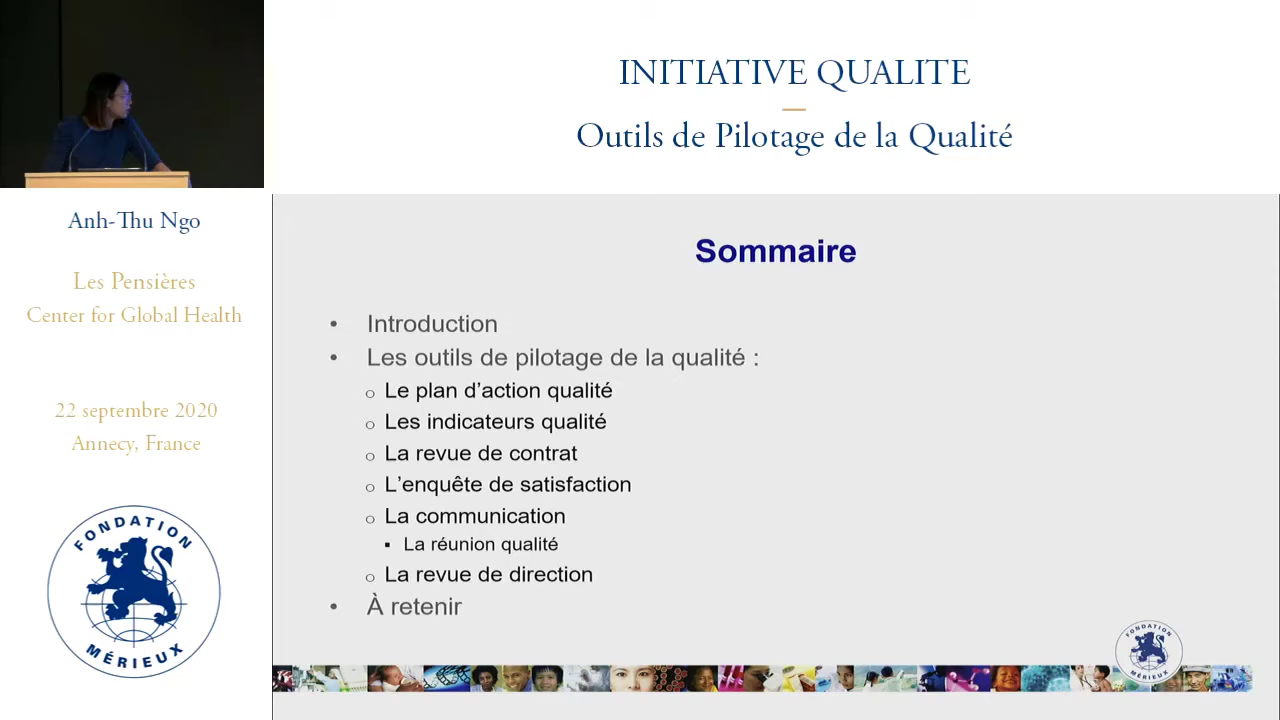 INITIATIVE QUALITE
Outils de Pilotage de la Qualité
Anh-Thu Ngo
Les Pensières
Center for Global Health
22 septembre 2020
Annecy, France
FONDATION
MÉRIEUX
Sommaire
• Introduction
• Les outils de pilotage de la qualité :
o Le plan d’action qualité
o Les indicateurs qualité
o La revue de contrat
o L’enquête de satisfaction
o La communication
▪ La réunion qualité
o La revue de direction
• À retenir
FONDATION
MÉRIEUX